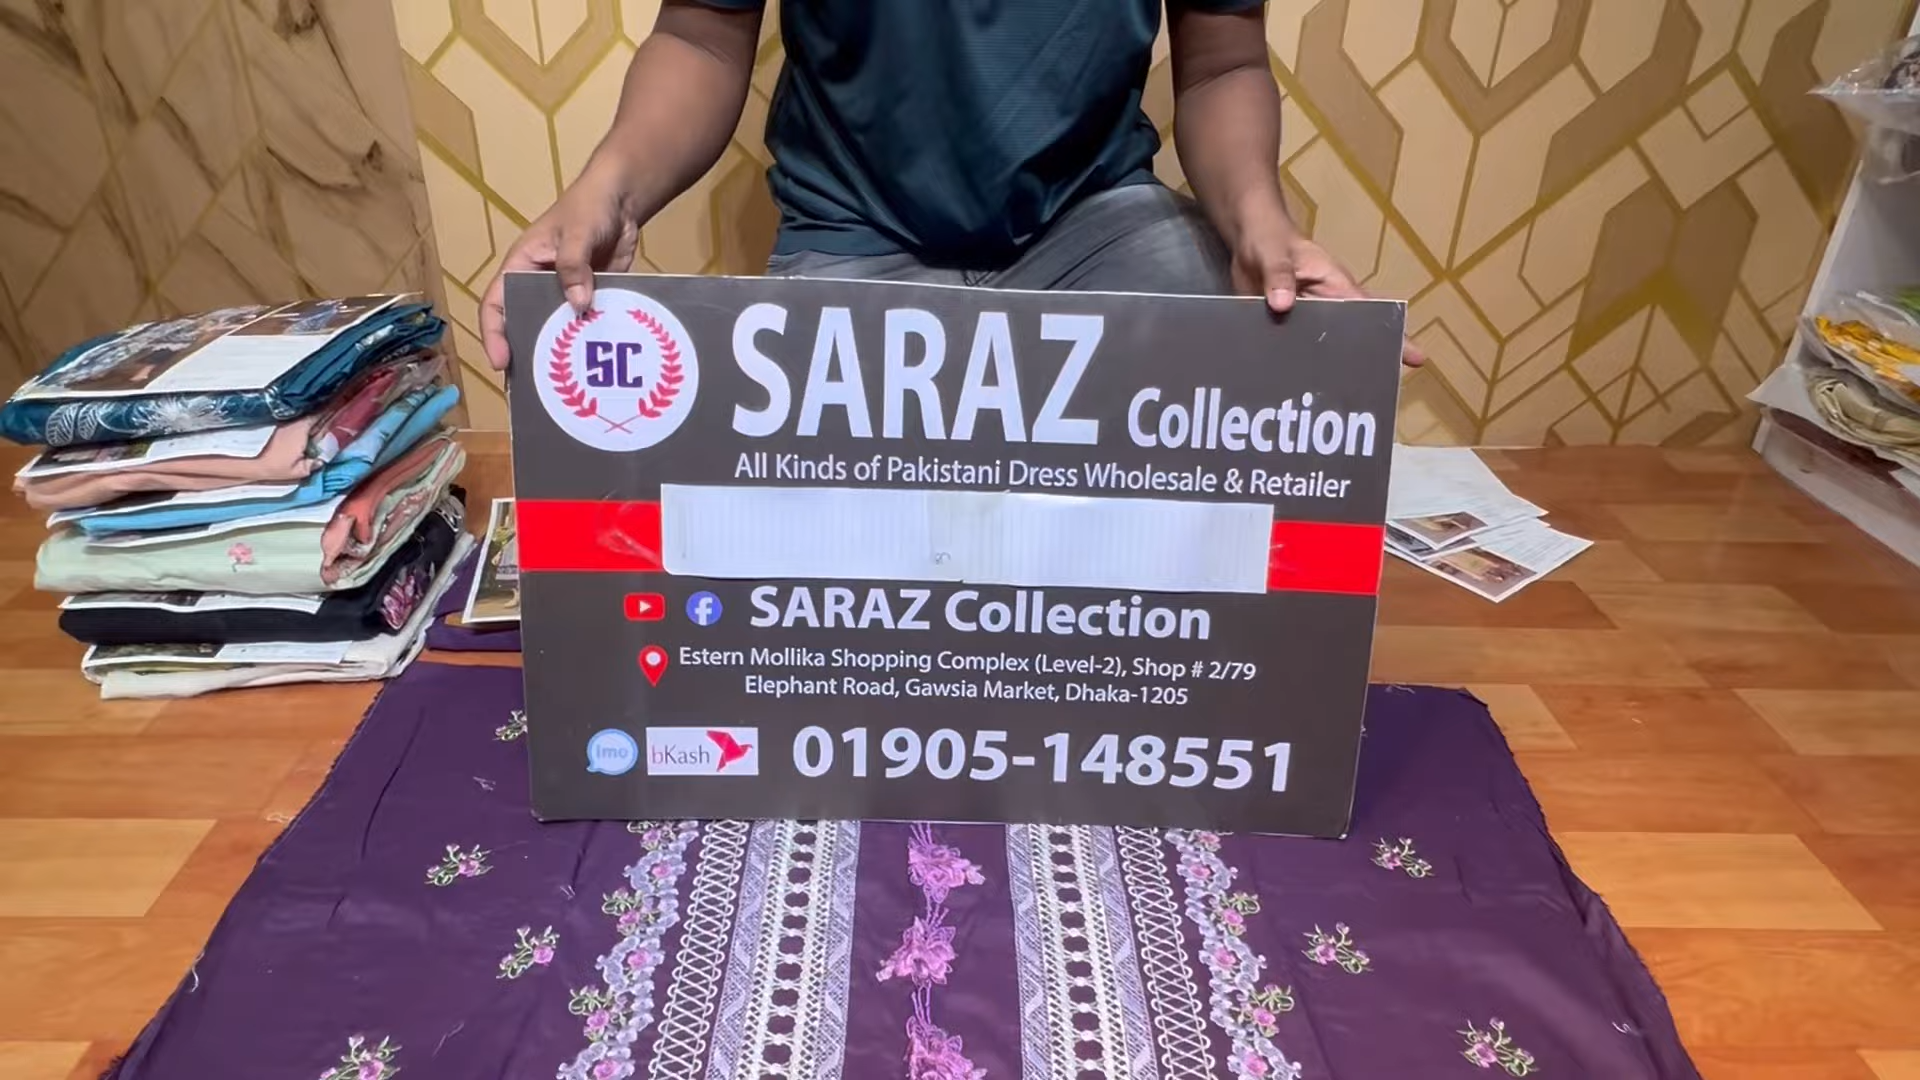 SC
SARAZ Collection
All Kinds of Pakistani Dress Wholesale & Retailer
SARAZ Collection
Estern Mollika Shopping Complex (Level-2), Shop # 2/79
Elephant Road, Gawsia Market, Dhaka-1205
imo bKash 01905-148551